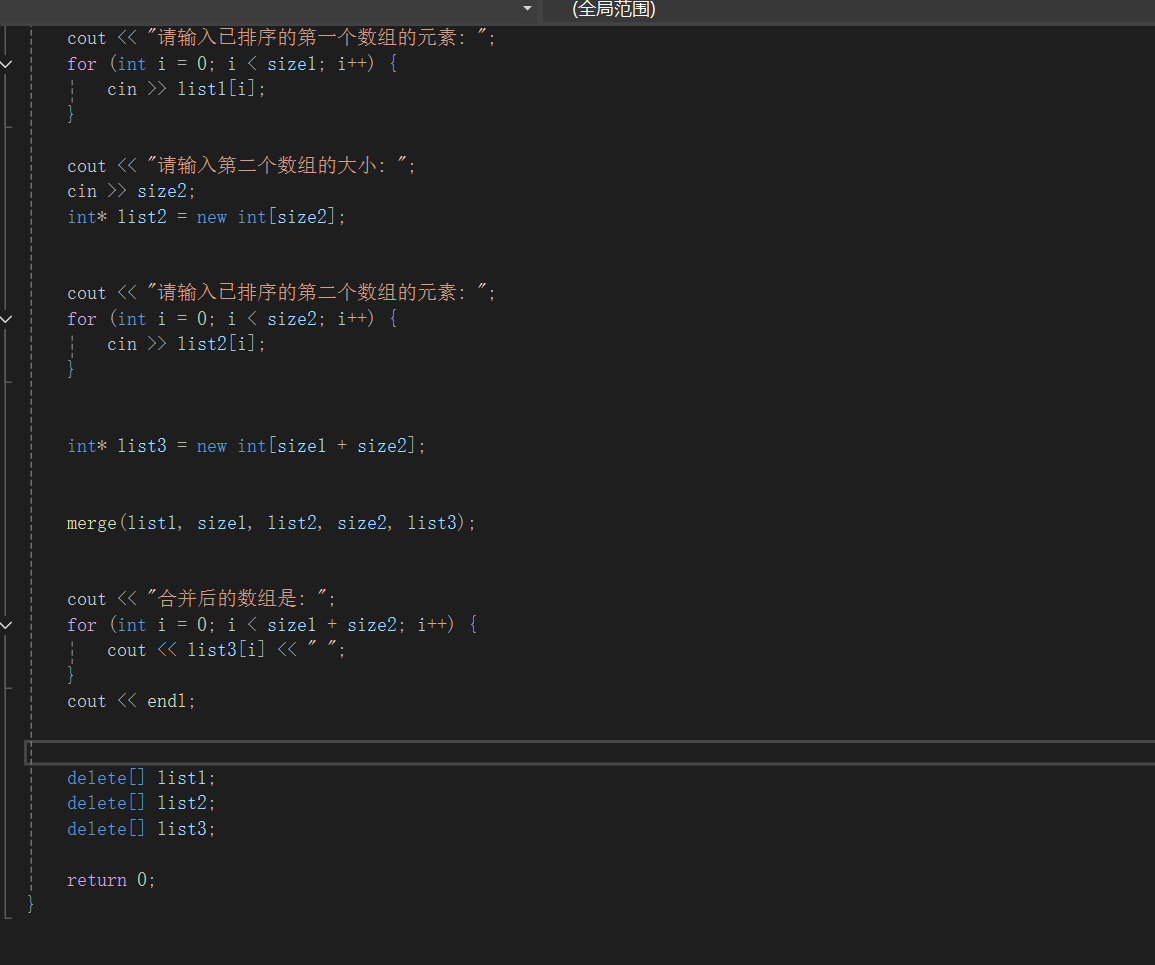 (全局范围)
cout << "请输入已排序的第一个数组的元素: ";
for (int i = 0; i < size1; i++) {
cin >> list1[i];
}
cout << "请输入第二个数组的大小: ";
cin >> size2;
int* list2 = new int[size2];
cout << "请输入已排序的第二个数组的元素: ";
for (int i = 0; i < size2; i++) {
cin >> list2[i];
}
int* list3 = new int[size1 + size2];
merge(list1, size1, list2, size2, list3);
cout << "合并后的数组是: ";
for (int i = 0; i < size1 + size2; i++) {
cout << list3[i] << " ";
}
cout << endl;
delete[] list1;
delete[] list2;
delete[] list3;
return 0;
}